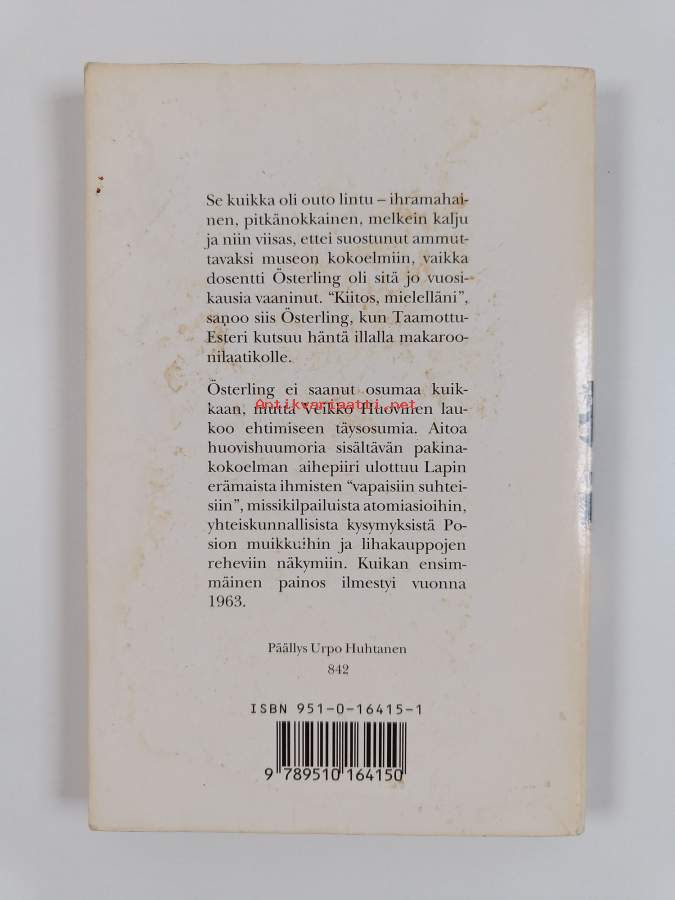 Se kuikka oli outo lintu – ihramahai-
nen, pitkänokkainen, melkein kalju
ja niin viisas, ettei suostunut ammut-
tavaksi museon kokoelmiin, vaikka
dosentti Österling oli sitä jo vuosi-
kausia vaaninut. “Kiitos, mielelläni”,
sanoo siis Österling, kun Taamottu-
Esteri kutsuu häntä illalla makaroo-
nilaatikolle.
Österling ei saanut osumaa kuik-
kaan, mutta Veikko Huovinen lau-
Antikvariaatti.net
koo ehtimiseen täysosumia. Aitoa
huovishuumoria sisältävän pakina-
kokoelman aihepiiri ulottuu Lapin
erämaista ihmisten “vapaisiin suhtei-
siin”, missikilpailuista atomiasioihin,
yhteiskunnallisista kysymyksistä Po-
sion muikkuihin ja lihakauppojen
reheviin näkymiin. Kuikan ensim-
mäinen painos ilmestyi vuonna
1963.
Päällys Urpo Huhtanen
842
ISBN 951-0-16415-1
9 789510 164150